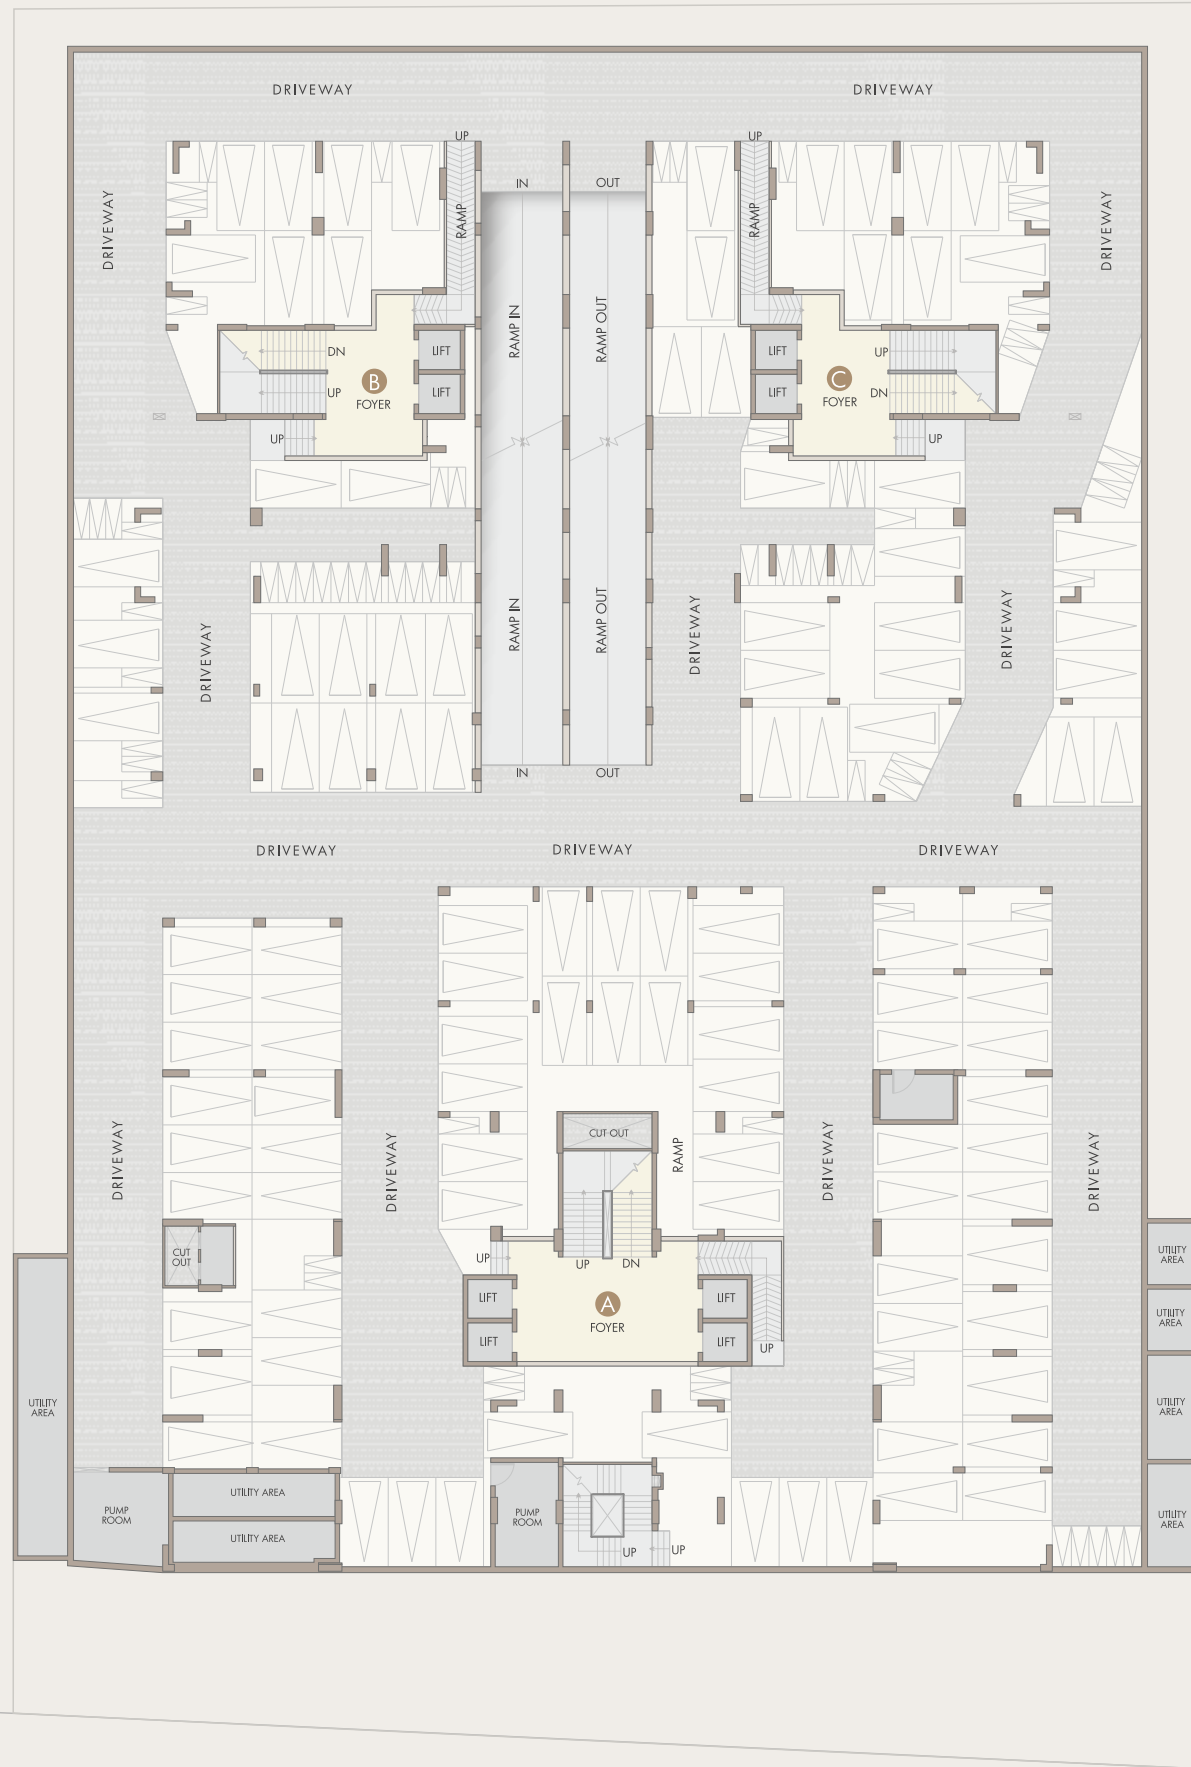 DRIVEWAY
DRIVEWAY
UP
UP
IN
OUT
DRIVEWAY
RAMP
RAMP
DRIVEWAY
RAMP IN
RAMP OUT
DN
LIFT
LIFT
UP
B
FOYER
UP
LIFT
LIFT
C
FOYER
DN
UP
UP
DRIVEWAY
RAMP IN
RAMP OUT
DRIVEWAY
DRIVEWAY
IN
OUT
DRIVEWAY
DRIVEWAY
DRIVEWAY
CUT OUT
RAMP
DRIVEWAY
DRIVEWAY
DRIVEWAY
DRIVEWAY
CUT
OUT
UP
UP
DN
UTILITY
AREA
LIFT
LIFT
A
FOYER
LIFT
LIFT
UP
UTILITY
AREA
UTILITY
AREA
UTILITY
AREA
UTILITY AREA
PUMP
ROOM
UTILITY AREA
PUMP
ROOM
UP
UP
UTILITY
AREA